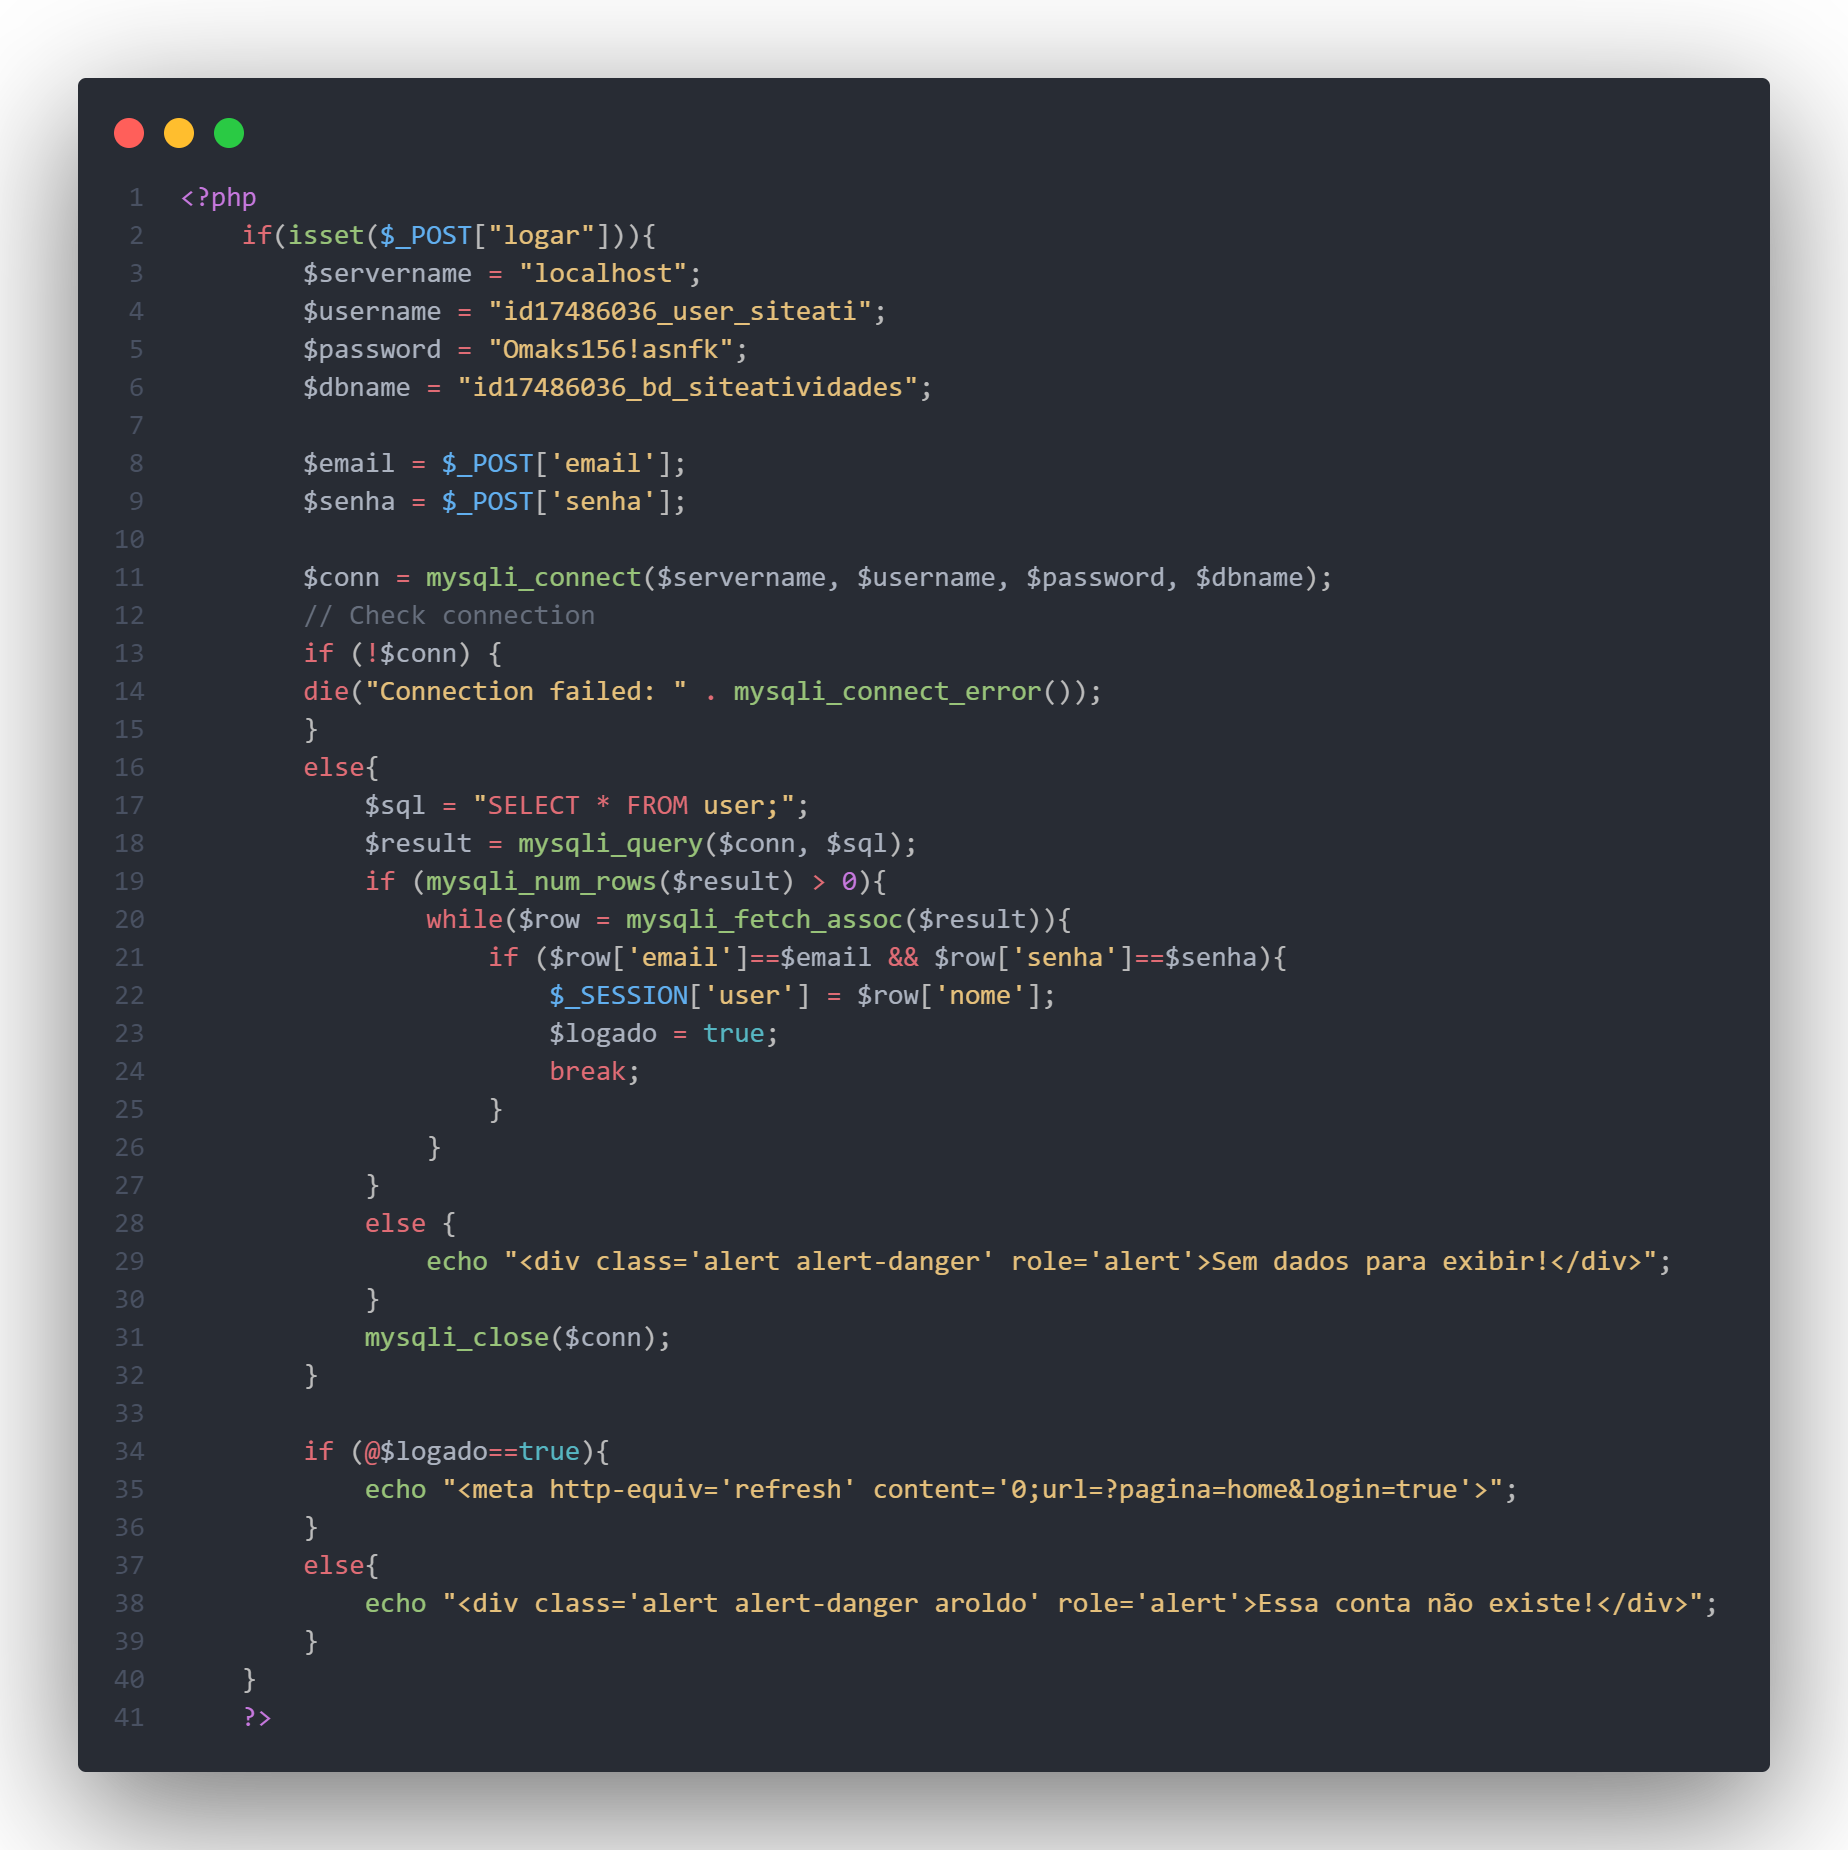 1 <?php
2 if(isset($_POST["logar"])){
3 $servername = "localhost";
4 $username = "id17486036_user_siteati";
5 $password = "Omaks156!asnfk";
6 $dbname = "id17486036_bd_siteatividades";
7
8 $email = $_POST['email'];
9 $senha = $_POST['senha'];
10
11 $conn = mysqli_connect($servername, $username, $password, $dbname);
12 // Check connection
13 if (!$conn) {
14 die("Connection failed: " . mysqli_connect_error());
15 }
16 else{
17 $sql = "SELECT * FROM user;";
18 $result = mysqli_query($conn, $sql);
19 if (mysqli_num_rows($result) > 0){
20 while($row = mysqli_fetch_assoc($result)){
21 if ($row['email']==$email && $row['senha']==$senha){
22 $_SESSION['user'] = $row['nome'];
23 $logado = true;
24 break;
25 }
26 }
27 }
28 else {
29 echo "<div class='alert alert-danger' role='alert'>Sem dados para exibir!</div>";
30 }
31 mysqli_close($conn);
32 }
33
34 if (@$logado==true){
35 echo "<meta http-equiv='refresh' content='0;url=?pagina=home&login=true'>";
36 }
37 else{
38 echo "<div class='alert alert-danger aroldo' role='alert'>Essa conta não existe!</div>";
39 }
40 }
41 ?>